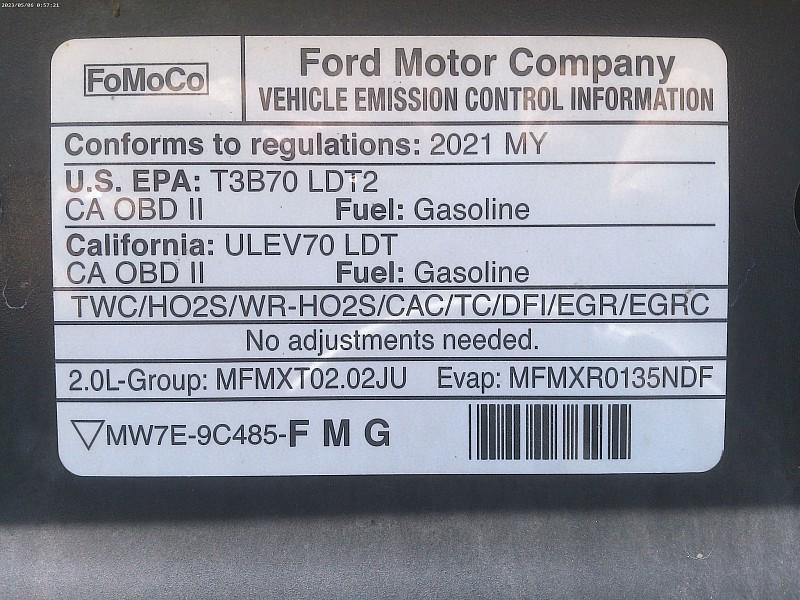 2023/05/06 0:57:21
FoMoCo
Ford Motor Company
VEHICLE EMISSION CONTROL INFORMATION
Conforms to regulations: 2021 MY
U.S. EPA: T3B70 LDT2
CA OBD II Fuel: Gasoline
California: ULEV70 LDT
CA OBD II Fuel: Gasoline
TWC/HO2S/WR-HO2S/CAC/TC/DFI/EGR/EGRC
No adjustments needed.
2.0L-Group: MFMXT02.02JU Evap: MFMXR0135NDF
MW7E-9C485-F M G